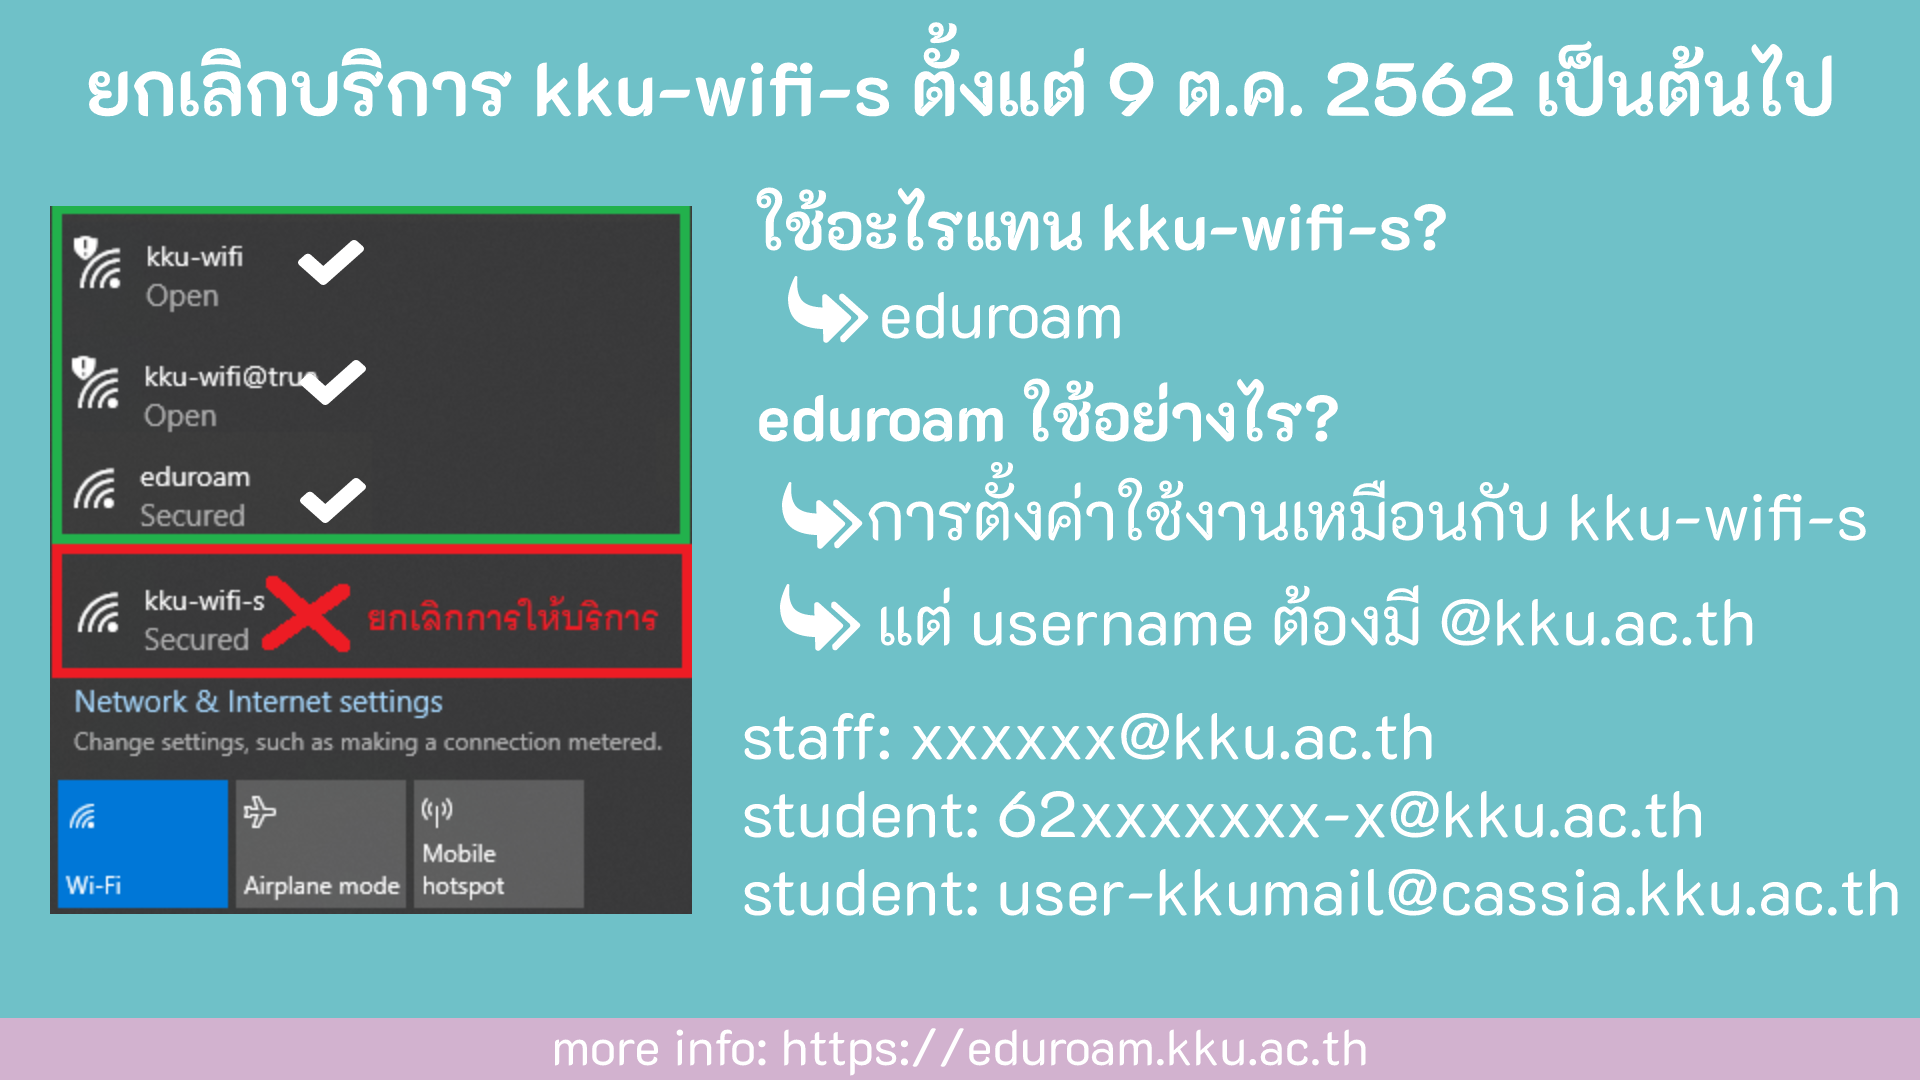 ยกเลิกบริการ kku-wifi-s ตั้งแต่ 9 ต.ค. 2562 เป็นต้นไป
kku-wifi
Open
kku-wifi@true
Open
eduroam
Secured
kku-wifi-s
Secured
ยกเลิกการให้บริการ
Network & Internet settings
Change settings, such as making a connection metered.
Wi-Fi
Airplane mode
Mobile
hotspot
ใช้อะไรแทน kku-wifi-s?
eduroam
eduroam ใช้อย่างไร?
การตั้งค่าใช้งานเหมือนกับ kku-wifi-s
แต่ username ต้องมี @kku.ac.th
staff: xxxxxx@kku.ac.th
student: 62xxxxxxx-x@kku.ac.th
student: user-kkumail@cassia.kku.ac.th
more info: https://eduroam.kku.ac.th